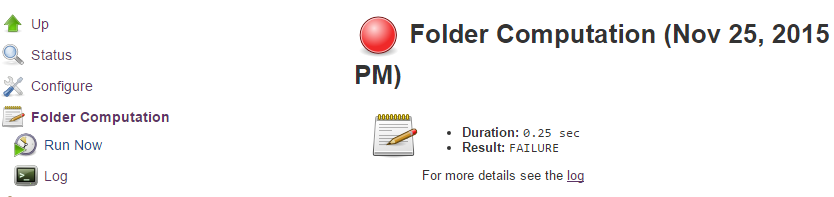 Up
Status
Configure
Folder Computation
Run Now
Log
Folder Computation (Nov 25, 2015
PM)
Duration: 0.25 sec
Result: FAILURE
For more details see the log